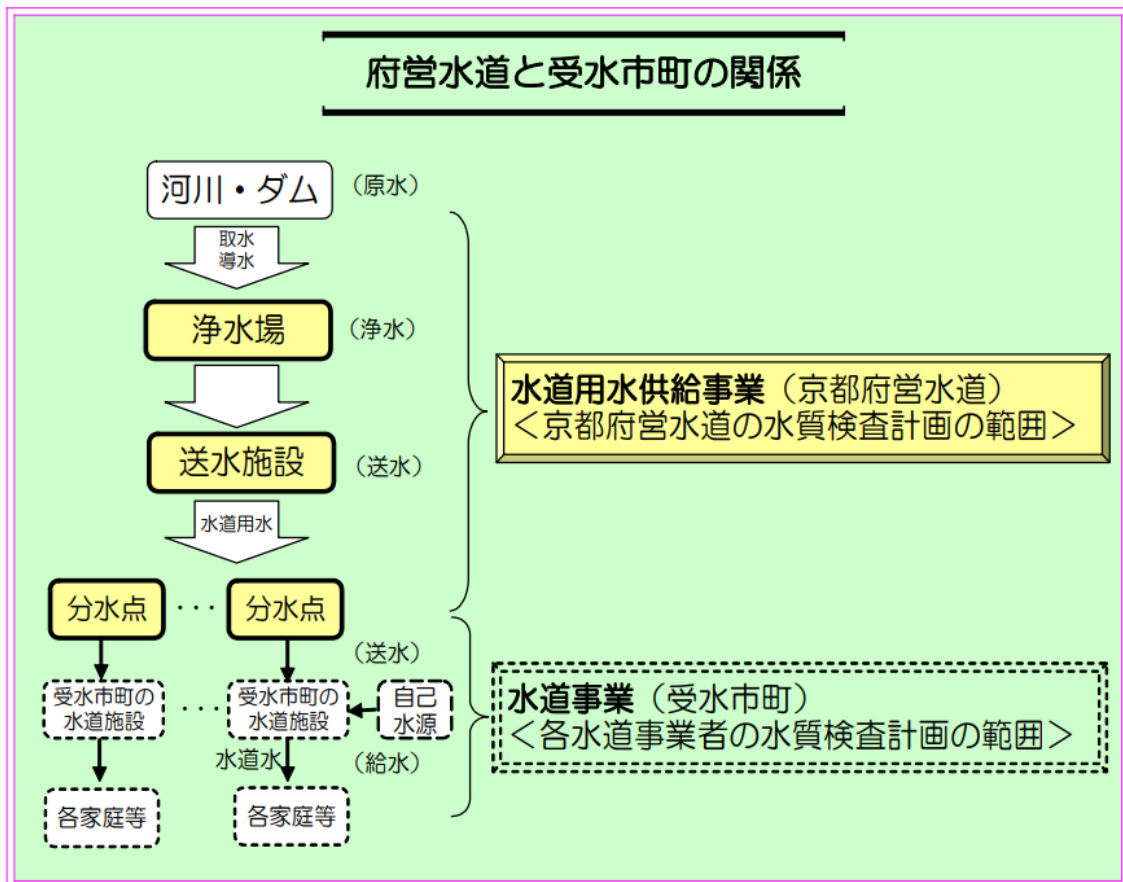 府営水道と受水市町の関係
河川・ダム
（原水）
取水
導水
浄水場
（浄水）
送水施設
（送水）
水道用水
水道用水供給事業（京都府営水道）
＜京都府営水道の水質検査計画の範囲＞
分水点
・・・
分水点
（送水）
受水市町の
水道施設
・・・
受水市町の
水道施設
自己
水源
水道水
（給水）
各家庭等
各家庭等
水道事業（受水市町）
＜各水道事業者の水質検査計画の範囲＞